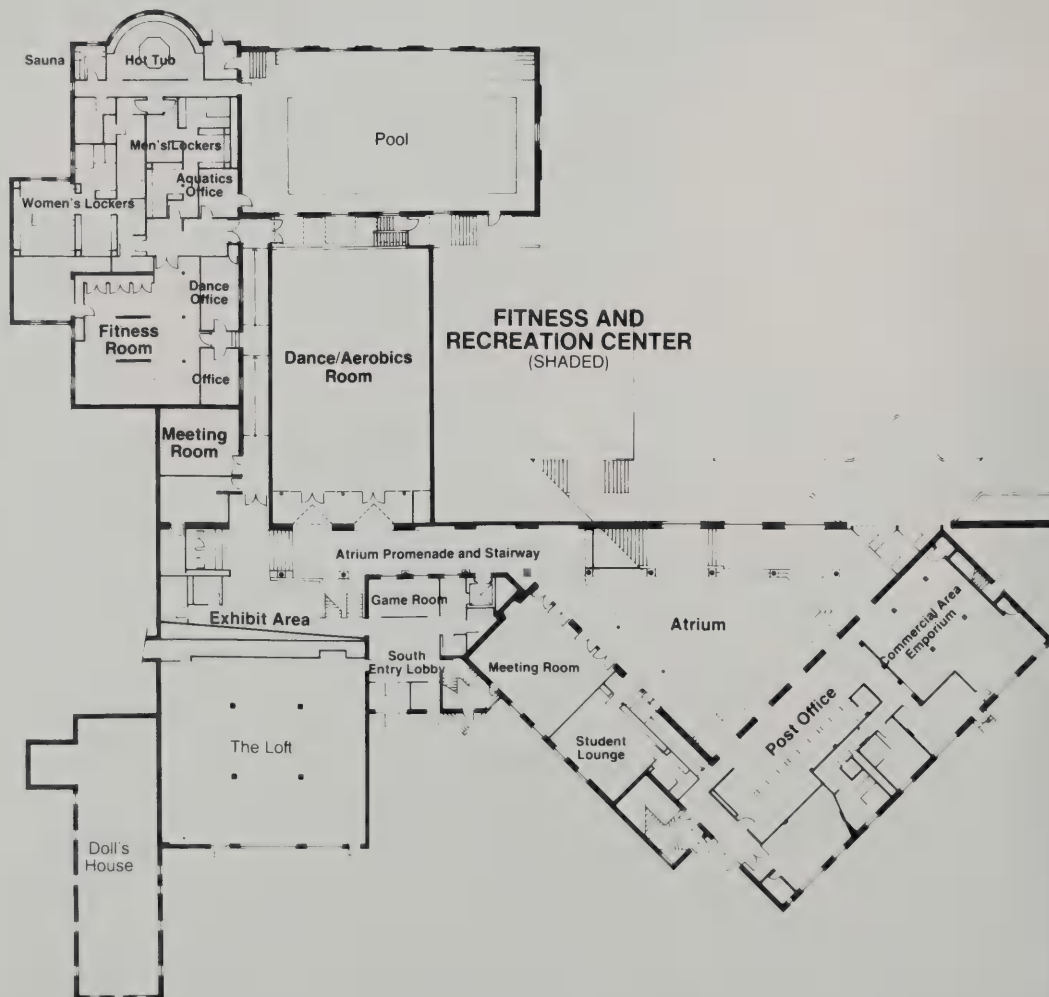 Sauna
Hot Tub
Pool
Men's Lockers
Aquatics
Office
Women's Lockers
Dance
Office
FITNESS AND
RECREATION CENTER
(SHADED)
Fitness
Room
Dance/Aerobics
Room
Office
Meeting
Room
Atrium Promenade and Stairway
Game Room
Exhibit Area
Atrium
Commercial Area
Emporium
South
Entry Lobby
Meeting Room
Post Office
Student
Lounge
The Loft
Doll's
House